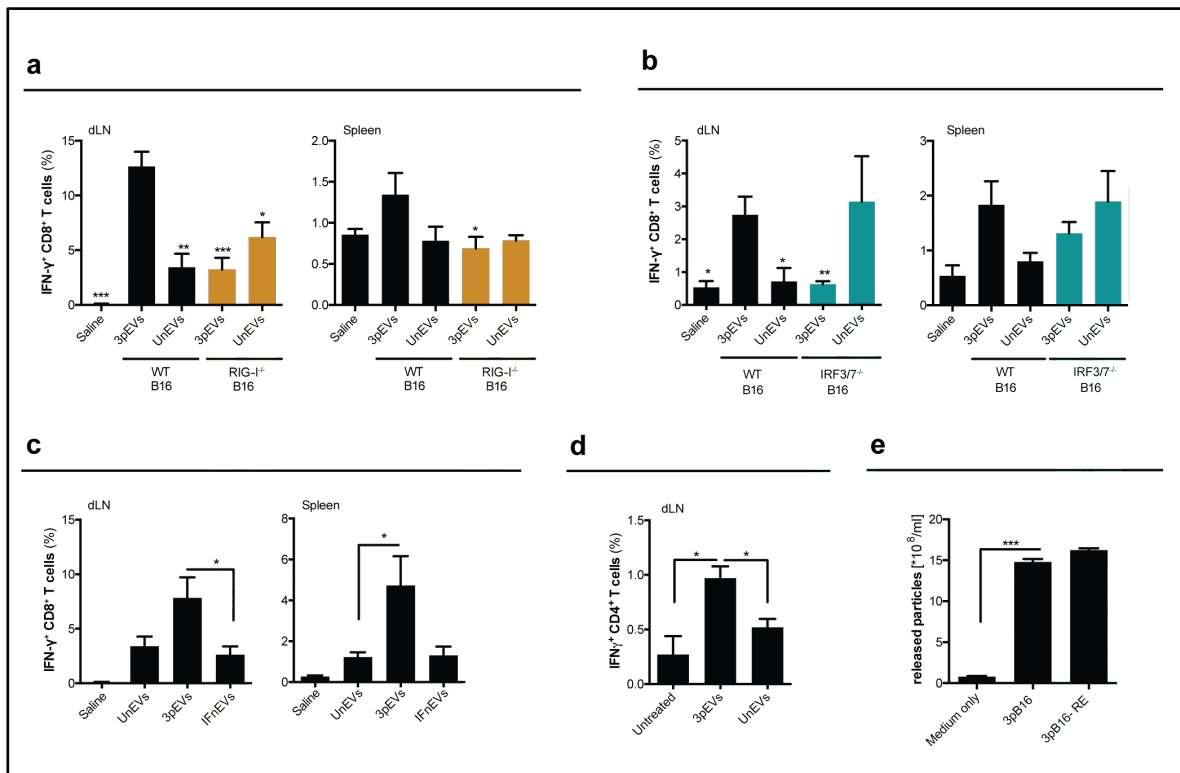 a
dLN
IFN-γ⁺ CD8⁺ T cells (%)
15
10
5
0
***
**
***
*
Saline
3pEVs
UnEVs
3pEVs
UnEVs
WT
B16
RIG-I⁻/⁻
B16
Spleen
2.0
1.5
1.0
0.5
0.0
*
Saline
3pEVs
UnEVs
3pEVs
UnEVs
WT
B16
RIG-I⁻/⁻
B16
b
dLN
IFN-γ⁺ CD8⁺ T cells (%)
5
4
3
2
1
0
*
*
**
Saline
3pEVs
UnEVs
3pEVs
UnEVs
WT
B16
IRF3/7⁻/⁻
B16
Spleen
3
2
1
0
Saline
3pEVs
UnEVs
3pEVs
UnEVs
WT
B16
IRF3/7⁻/⁻
B16
c
dLN
IFN-γ⁺ CD8⁺ T cells (%)
15
10
5
0
*
Saline
UnEVs
3pEVs
IFnEVs
Spleen
8
6
4
2
0
*
Saline
UnEVs
3pEVs
IFnEVs
d
dLN
IFNγ⁺ CD4⁺ T cells (%)
1.5
1.0
0.5
0.0
*
*
Untreated
3pEVs
UnEVs
e
released particles [*10⁸/ml]
20
15
10
5
0
***
Medium only
3pB16
3pB16- RE